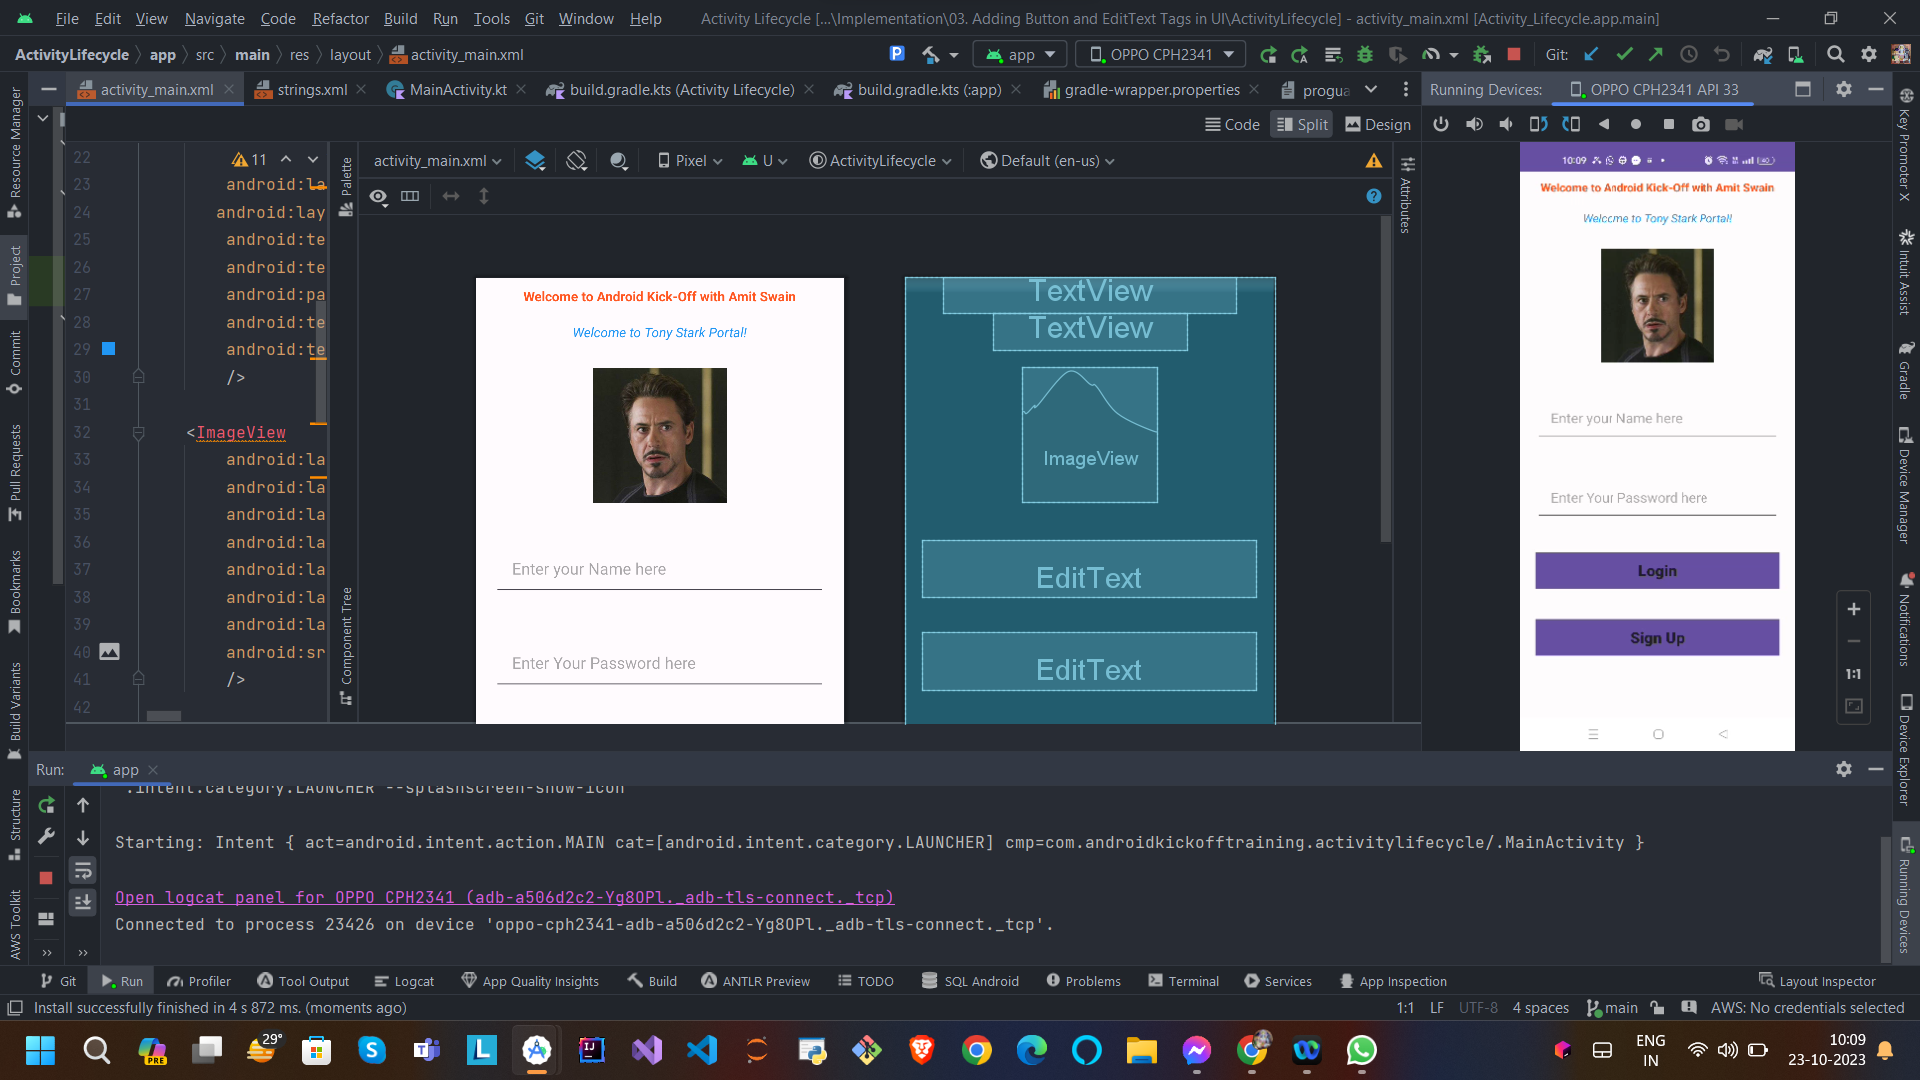 File Edit View Navigate Code Refactor Build Run Tools Git Window Help
Activity Lifecycle [...\Implementation\03. Adding Button and EditText Tags in UI\ActivityLifecycle] - activity_main.xml [Activity_Lifecycle.app.main]
ActivityLifecycle app src main res layout activity_main.xml
app OPPO CPH2341 Git:
activity_main.xml strings.xml MainActivity.kt build.gradle.kts (Activity Lifecycle) build.gradle.kts (:app) gradle-wrapper.properties progua
Running Devices: OPPO CPH2341 API 33
Code Split Design
activity_main.xml Pixel U ActivityLifecycle Default (en-us)
Resource Manager
Project
Commit
Pull Requests
Bookmarks
Build Variants
Structure
AWS Toolkit
22 11
23 android:la
24 android:lay
25 android:te
26 android:te
27 android:pa
28 android:te
29 android:te
30 />
31
32 <ImageView
33 android:la
34 android:la
35 android:la
36 android:la
37 android:la
38 android:la
39 android:la
40 android:sr
41 />
42
Palette
Component Tree
Attributes
Welcome to Android Kick-Off with Amit Swain
Welcome to Tony Stark Portal!
Enter your Name here
Enter Your Password here
TextView
TextView
ImageView
EditText
EditText
10:09
Welcome to Android Kick-Off with Amit Swain
Welcome to Tony Stark Portal!
Enter your Name here
Enter Your Password here
Login
Sign Up
1:1
Key Promoter X
Intuit Assist
Gradle
Device Manager
Notifications
Device Explorer
Running Devices
Run: app
.intent.category.LAUNCHER --splashscreen-show-icon
Starting: Intent { act=android.intent.action.MAIN cat=[android.intent.category.LAUNCHER] cmp=com.androidkickofftraining.activitylifecycle/.MainActivity }
Open logcat panel for OPPO CPH2341 (adb-a506d2c2-Yg8OPl._adb-tls-connect._tcp)
Connected to process 23426 on device 'oppo-cph2341-adb-a506d2c2-Yg8OPl._adb-tls-connect._tcp'.
Git Run Profiler Tool Output Logcat App Quality Insights Build ANTLR Preview TODO SQL Android Problems Terminal Services App Inspection Layout Inspector
Install successfully finished in 4 s 872 ms. (moments ago)
1:1 LF UTF-8 4 spaces main AWS: No credentials selected
PRE 29°
ENG
IN
10:09
23-10-2023